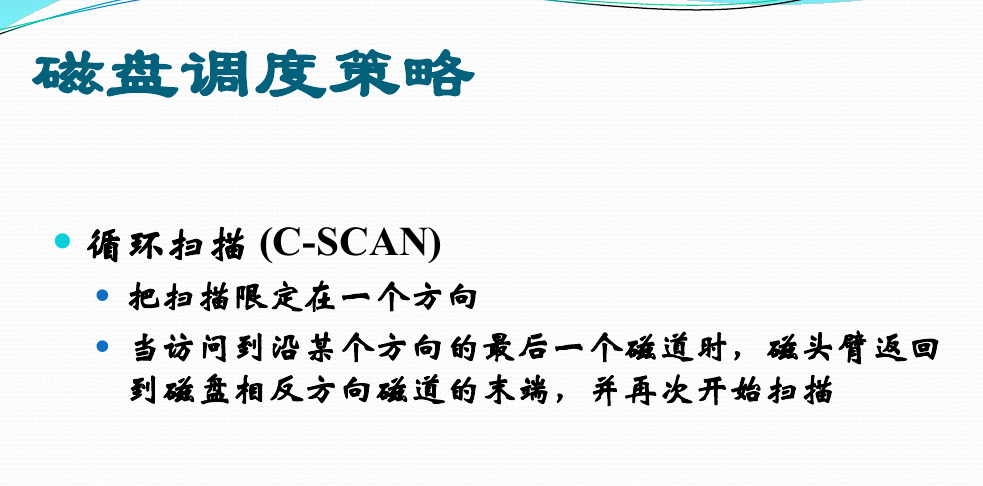 磁盘调度策略
循环扫描 (C-SCAN)
把扫描限定在一个方向
当访问到沿某个方向的最后一个磁道时，磁头臂返回
到磁盘相反方向磁道的末端，并再次开始扫描